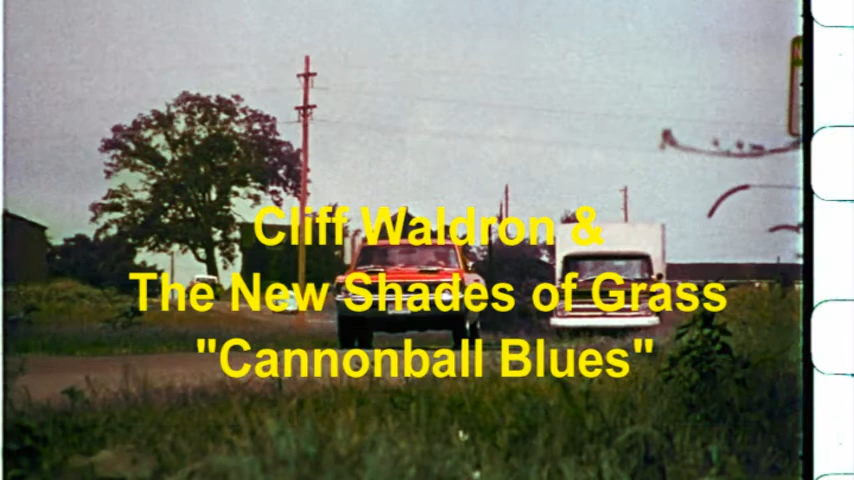 Cliff Waldron &
The New Shades of Grass
"Cannonball Blues"